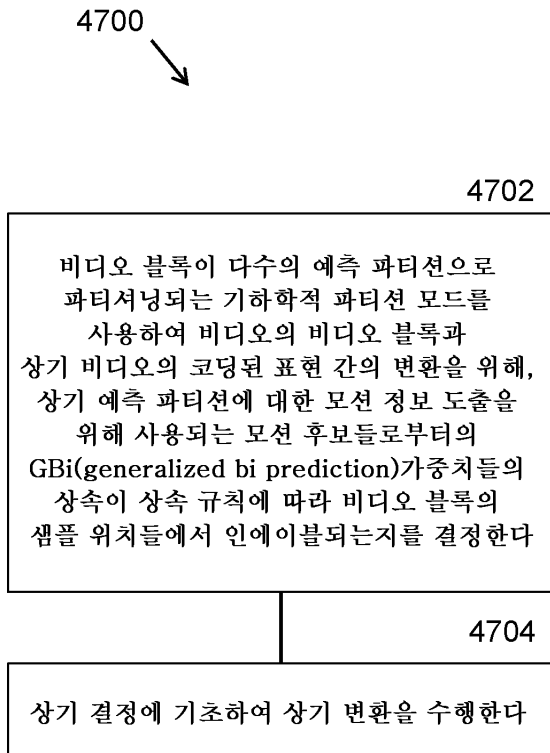 4700
4702
비디오 블록이 다수의 예측 파티션으로
파티셔닝되는 기하학적 파티션 모드를
사용하여 비디오의 비디오 블록과
상기 비디오의 코딩된 표현 간의 변환을 위해,
상기 예측 파티션에 대한 모션 정보 도출을
위해 사용되는 모션 후보들로부터의
GBi(generalized bi prediction)가중치들의
상속이 상속 규칙에 따라 비디오 블록의
샘플 위치들에서 인에이블되는지를 결정한다
4704
상기 결정에 기초하여 상기 변환을 수행한다